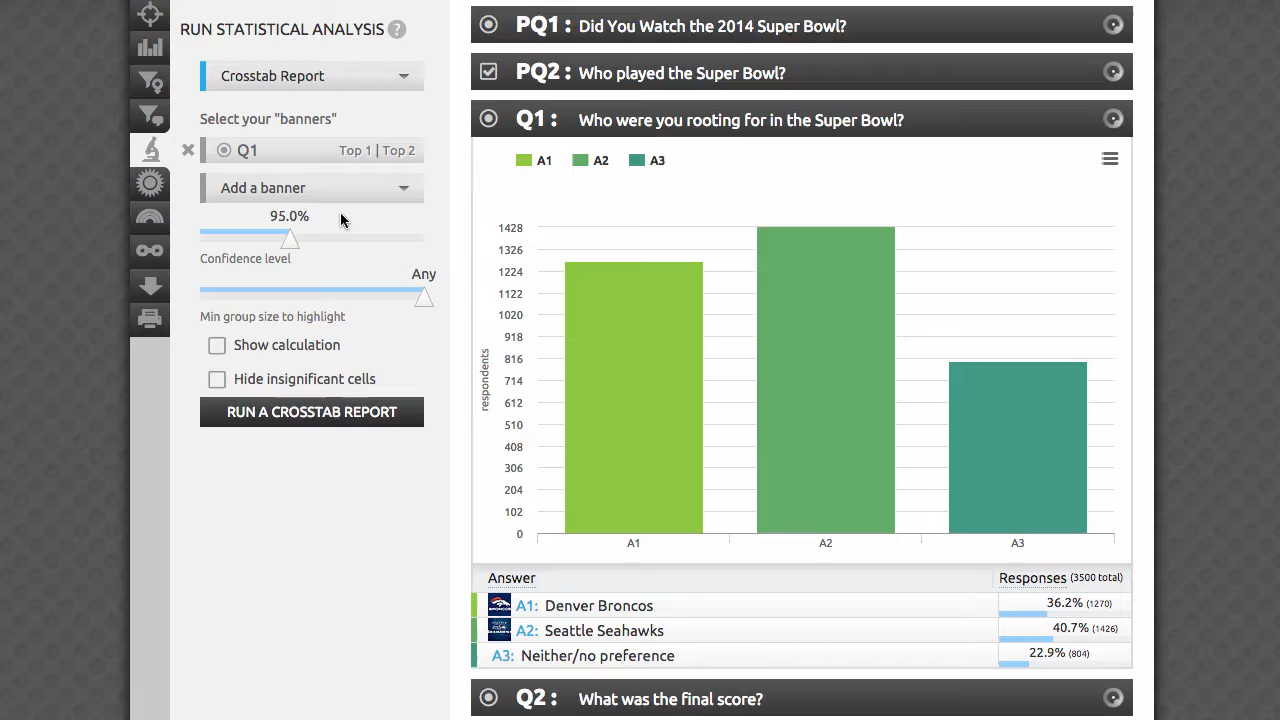 RUN STATISTICAL ANALYSIS ?
Crosstab Report
Select your "banners"
Q1 Top 1 | Top 2
Add a banner
95.0%
Confidence level
Any
Min group size to highlight
Show calculation
Hide insignificant cells
RUN A CROSSTAB REPORT
PQ1 : Did You Watch the 2014 Super Bowl?
PQ2 : Who played the Super Bowl?
Q1 : Who were you rooting for in the Super Bowl?
A1 A2 A3
1428
1326
1224
1122
1020
918
816
714
612
510
408
306
204
102
0
respondents
A1 A2 A3
Answer Responses (3500 total)
A1: Denver Broncos 36.2% (1270)
A2: Seattle Seahawks 40.7% (1426)
A3: Neither/no preference 22.9% (804)
Q2 : What was the final score?